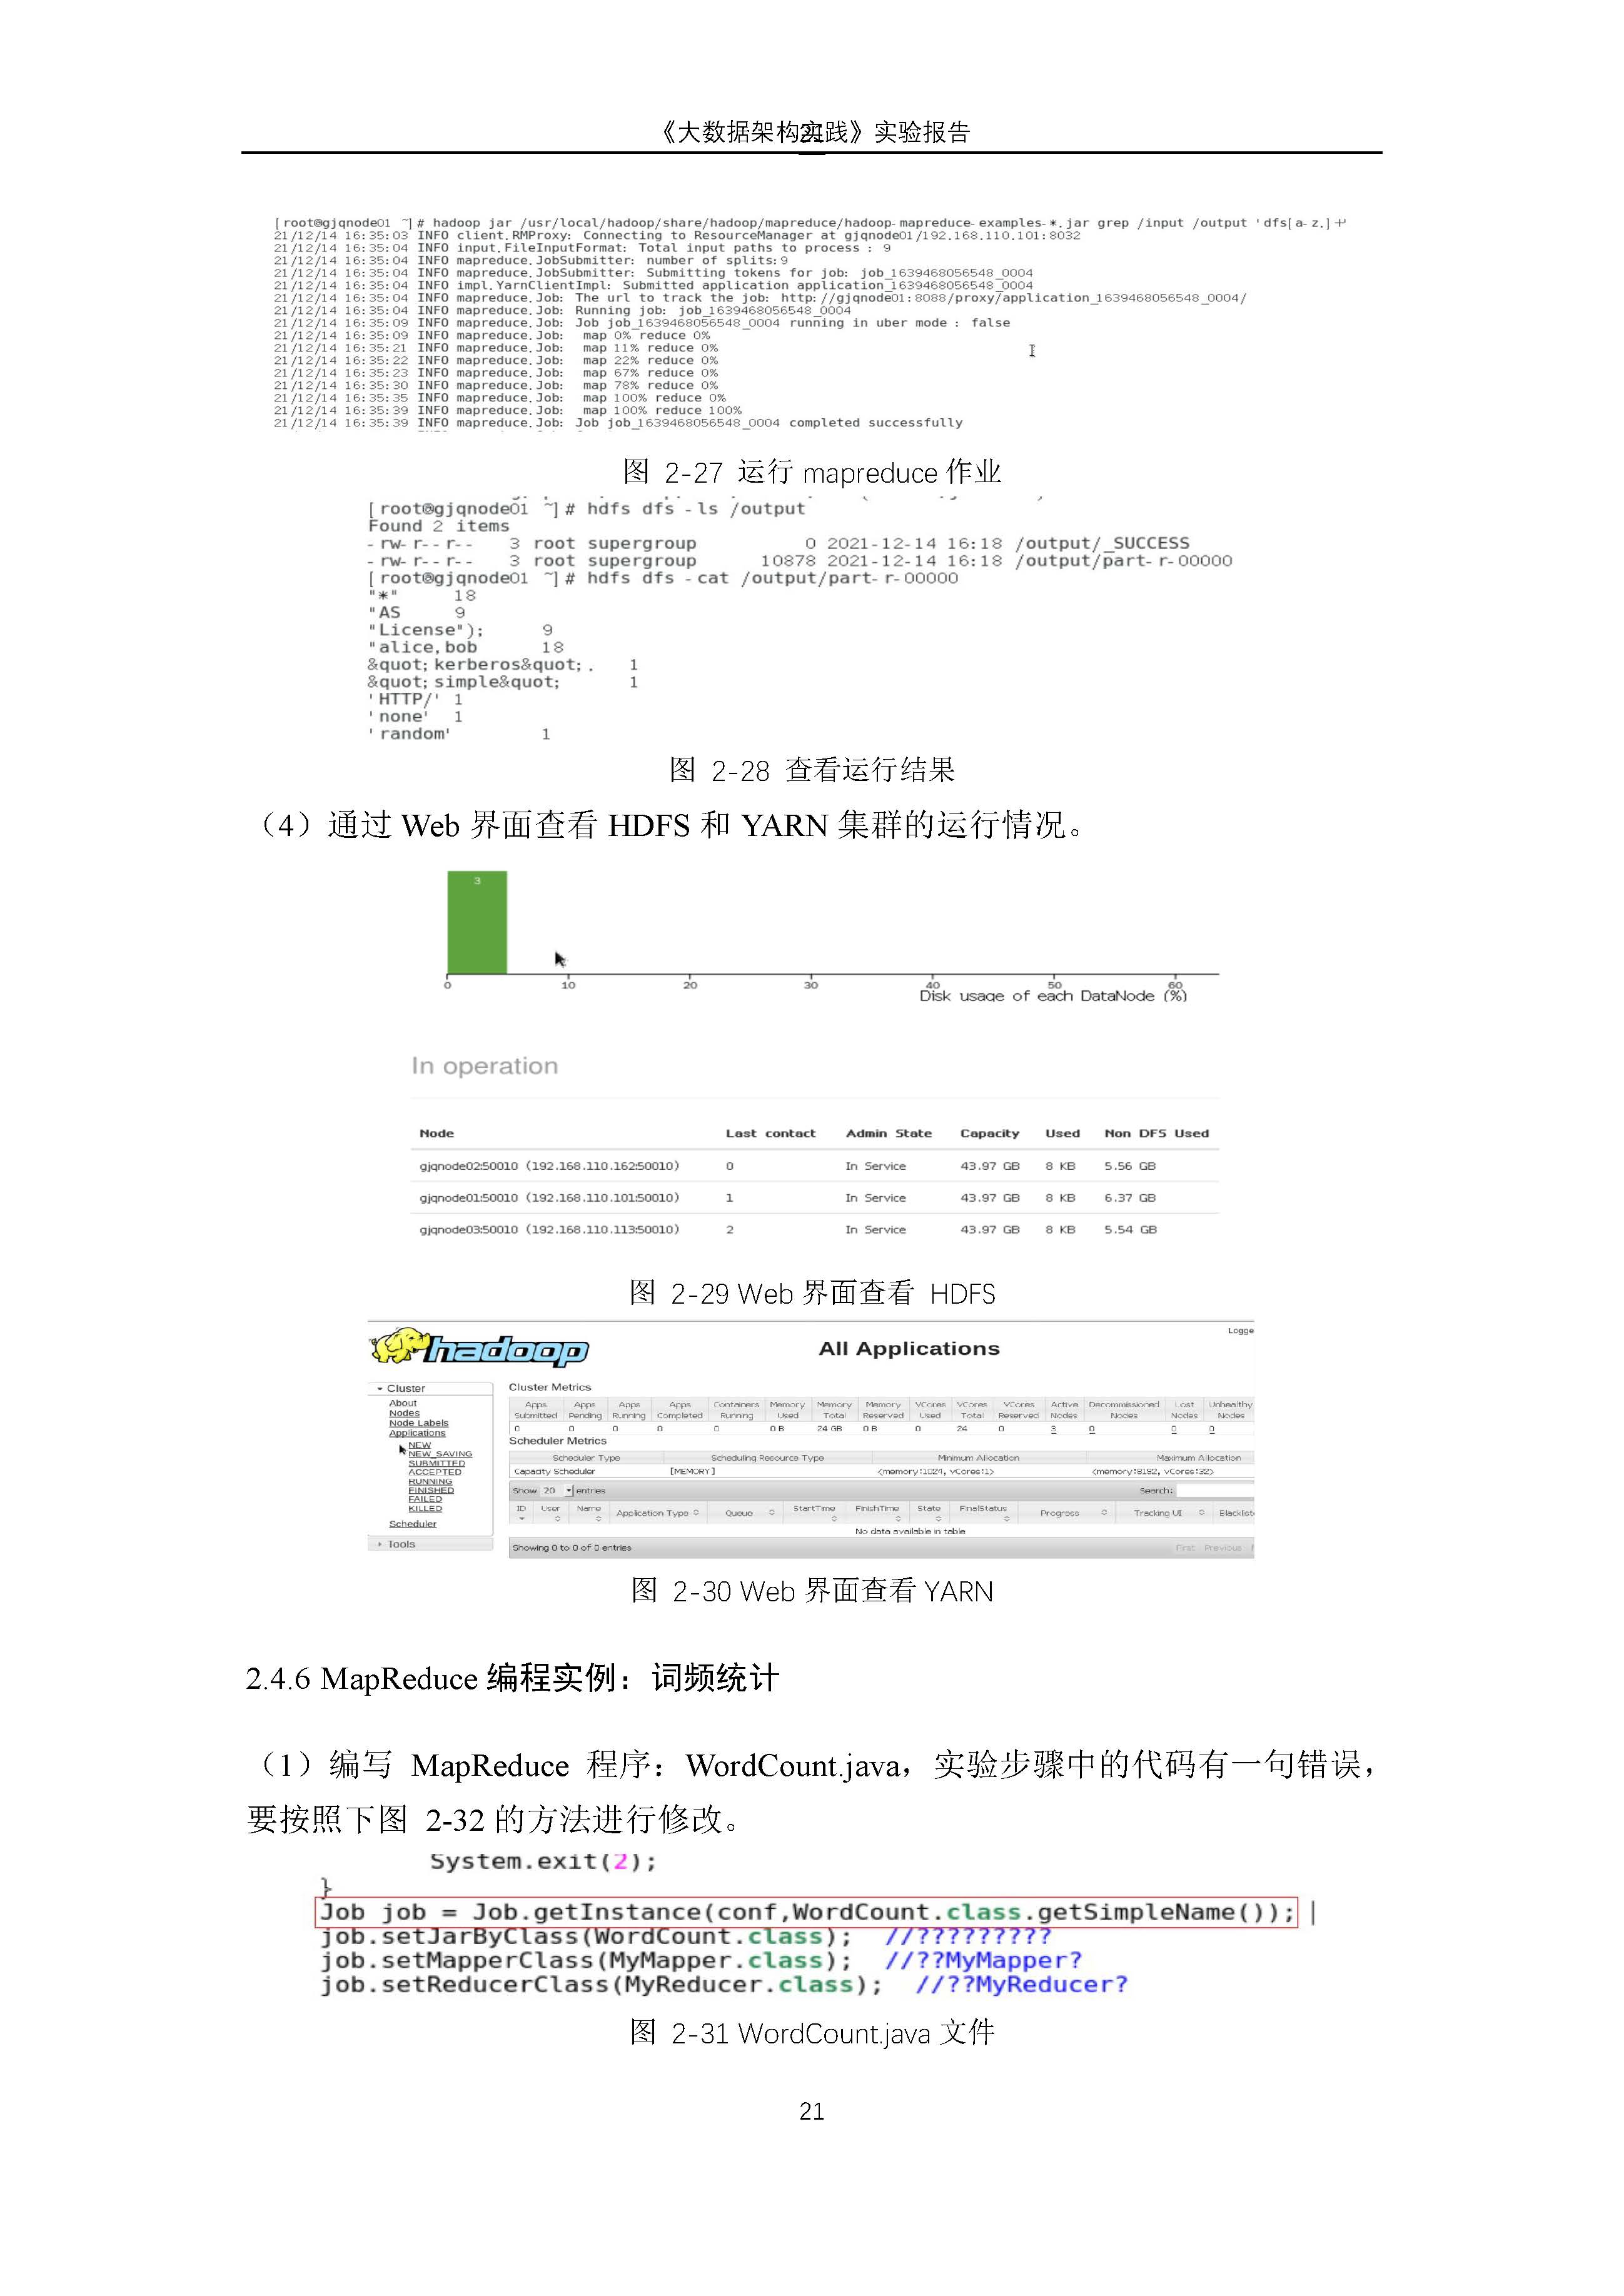 《大数据架构实践》实验报告
[root@gjqnode01 ~]# hadoop jar /usr/local/hadoop/share/hadoop/mapreduce/hadoop-mapreduce-examples-*.jar grep /input /output 'dfs[a-z.]+'
21/12/14 16:35:03 INFO client.RMProxy: Connecting to ResourceManager at gjqnode01/192.168.110.101:8032
21/12/14 16:35:04 INFO input.FileInputFormat: Total input paths to process : 9
21/12/14 16:35:04 INFO mapreduce.JobSubmitter: number of splits:9
21/12/14 16:35:04 INFO mapreduce.JobSubmitter: Submitting tokens for job: job_1639468056548_0004
21/12/14 16:35:04 INFO impl.YarnClientImpl: Submitted application application_1639468056548_0004
21/12/14 16:35:04 INFO mapreduce.Job: The url to track the job: http://gjqnode01:8088/proxy/application_1639468056548_0004/
21/12/14 16:35:04 INFO mapreduce.Job: Running job: job_1639468056548_0004
21/12/14 16:35:09 INFO mapreduce.Job: Job job_1639468056548_0004 running in uber mode : false
21/12/14 16:35:09 INFO mapreduce.Job: map 0% reduce 0%
21/12/14 16:35:21 INFO mapreduce.Job: map 11% reduce 0%
21/12/14 16:35:22 INFO mapreduce.Job: map 22% reduce 0%
21/12/14 16:35:23 INFO mapreduce.Job: map 67% reduce 0%
21/12/14 16:35:30 INFO mapreduce.Job: map 78% reduce 0%
21/12/14 16:35:35 INFO mapreduce.Job: map 100% reduce 0%
21/12/14 16:35:39 INFO mapreduce.Job: map 100% reduce 100%
21/12/14 16:35:39 INFO mapreduce.Job: Job job_1639468056548_0004 completed successfully
图 2-27 运行 mapreduce 作业
[root@gjqnode01 ~]# hdfs dfs -ls /output
Found 2 items
-rw-r--r-- 3 root supergroup 0 2021-12-14 16:18 /output/_SUCCESS
-rw-r--r-- 3 root supergroup 10878 2021-12-14 16:18 /output/part-r-00000
[root@gjqnode01 ~]# hdfs dfs -cat /output/part-r-00000
"*" 18
"AS 9
"License"); 9
"alice,bob 18
&quot;kerberos&quot;. 1
&quot;simple&quot; 1
'HTTP/' 1
'none' 1
'random' 1
图 2-28 查看运行结果
（4）通过 Web 界面查看 HDFS 和 YARN 集群的运行情况。
3
0 10 20 30 40 50 60
Disk usage of each DataNode (%)
In operation
Node Last contact Admin State Capacity Used Non DFS Used
gjqnode02:50010 (192.168.110.162:50010) 0 In Service 43.97 GB 8 KB 5.56 GB
gjqnode01:50010 (192.168.110.101:50010) 1 In Service 43.97 GB 8 KB 6.37 GB
gjqnode03:50010 (192.168.110.113:50010) 2 In Service 43.97 GB 8 KB 5.54 GB
图 2-29 Web 界面查看 HDFS
hadoop
All Applications
Logge
Cluster
About
Nodes
Node Labels
Applications
NEW
NEW_SAVING
SUBMITTED
ACCEPTED
RUNNING
FINISHED
FAILED
KILLED
Scheduler
Tools
Cluster Metrics
Apps Submitted Apps Pending Apps Running Apps Completed Containers Running Memory Used Memory Total Memory Reserved VCores Used VCores Total VCores Reserved Active Nodes Decommissioned Nodes Lost Nodes Unhealthy Nodes
0 0 0 0 0 0 B 24 GB 0 B 0 24 0 3 0 0 0
Scheduler Metrics
Scheduler Type Scheduling Resource Type Minimum Allocation Maximum Allocation
Capacity Scheduler [MEMORY] <memory:1024, vCores:1> <memory:8192, vCores:32>
Show 20 entries Search:
ID User Name Application Type Queue StartTime FinishTime State FinalStatus Progress Tracking UI Blacklist
No data available in table
Showing 0 to 0 of 0 entries First Previous
图 2-30 Web 界面查看 YARN
2.4.6 MapReduce 编程实例：词频统计
（1）编写 MapReduce 程序：WordCount.java，实验步骤中的代码有一句错误，
要按照下图 2-32 的方法进行修改。
System.exit(2);
}
Job job = Job.getInstance(conf,WordCount.class.getSimpleName());
job.setJarByClass(WordCount.class); //?????????
job.setMapperClass(MyMapper.class); //??MyMapper?
job.setReducerClass(MyReducer.class); //??MyReducer?
图 2-31 WordCount.java 文件
21